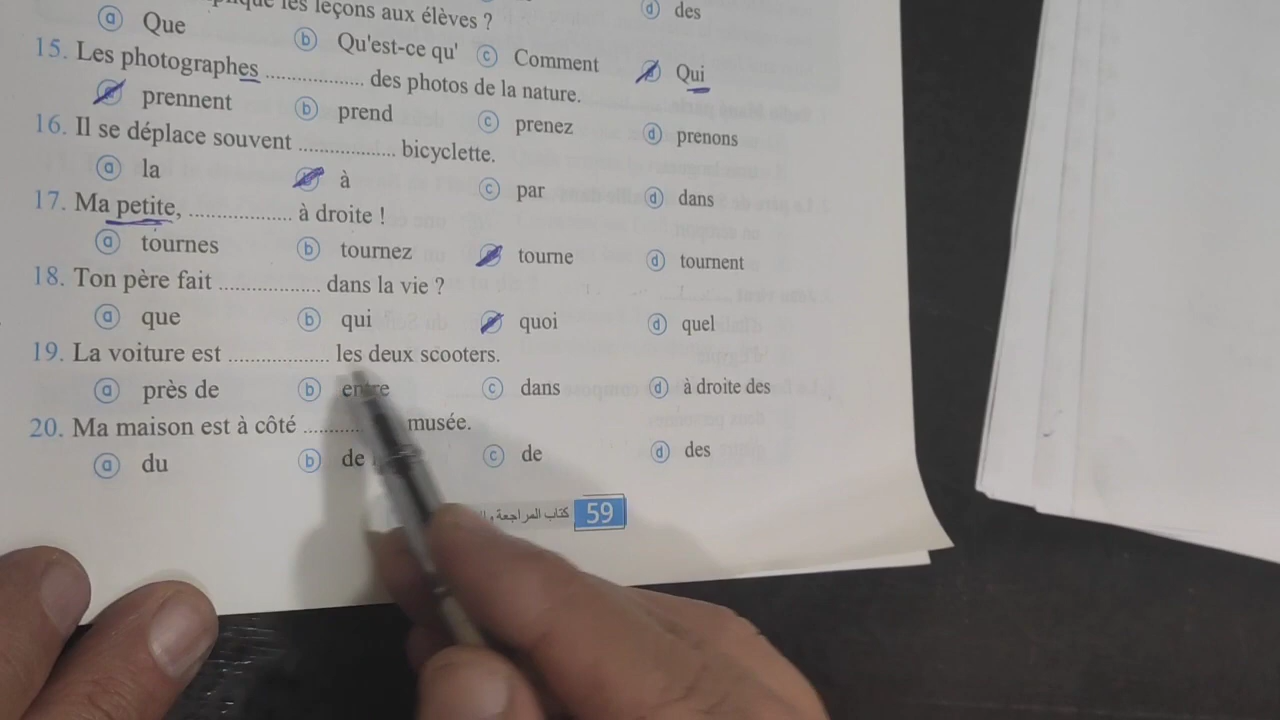 les leçons aux élèves ?
ⓓ des
ⓐ Que ⓑ Qu'est-ce qu' ⓒ Comment ⓓ Qui
15. Les photographes .................. des photos de la nature.
ⓐ prennent ⓑ prend ⓒ prenez ⓓ prenons
16. Il se déplace souvent .................. bicyclette.
ⓐ la ⓑ à ⓒ par ⓓ dans
17. Ma petite, .................. à droite !
ⓐ tournes ⓑ tournez ⓒ tourne ⓓ tournent
18. Ton père fait .................. dans la vie ?
ⓐ que ⓑ qui ⓒ quoi ⓓ quel
19. La voiture est .................. les deux scooters.
ⓐ près de ⓑ entre ⓒ dans ⓓ à droite des
20. Ma maison est à côté .......... musée.
ⓐ du ⓑ de ⓒ de ⓓ des
كتاب المراجعة 59